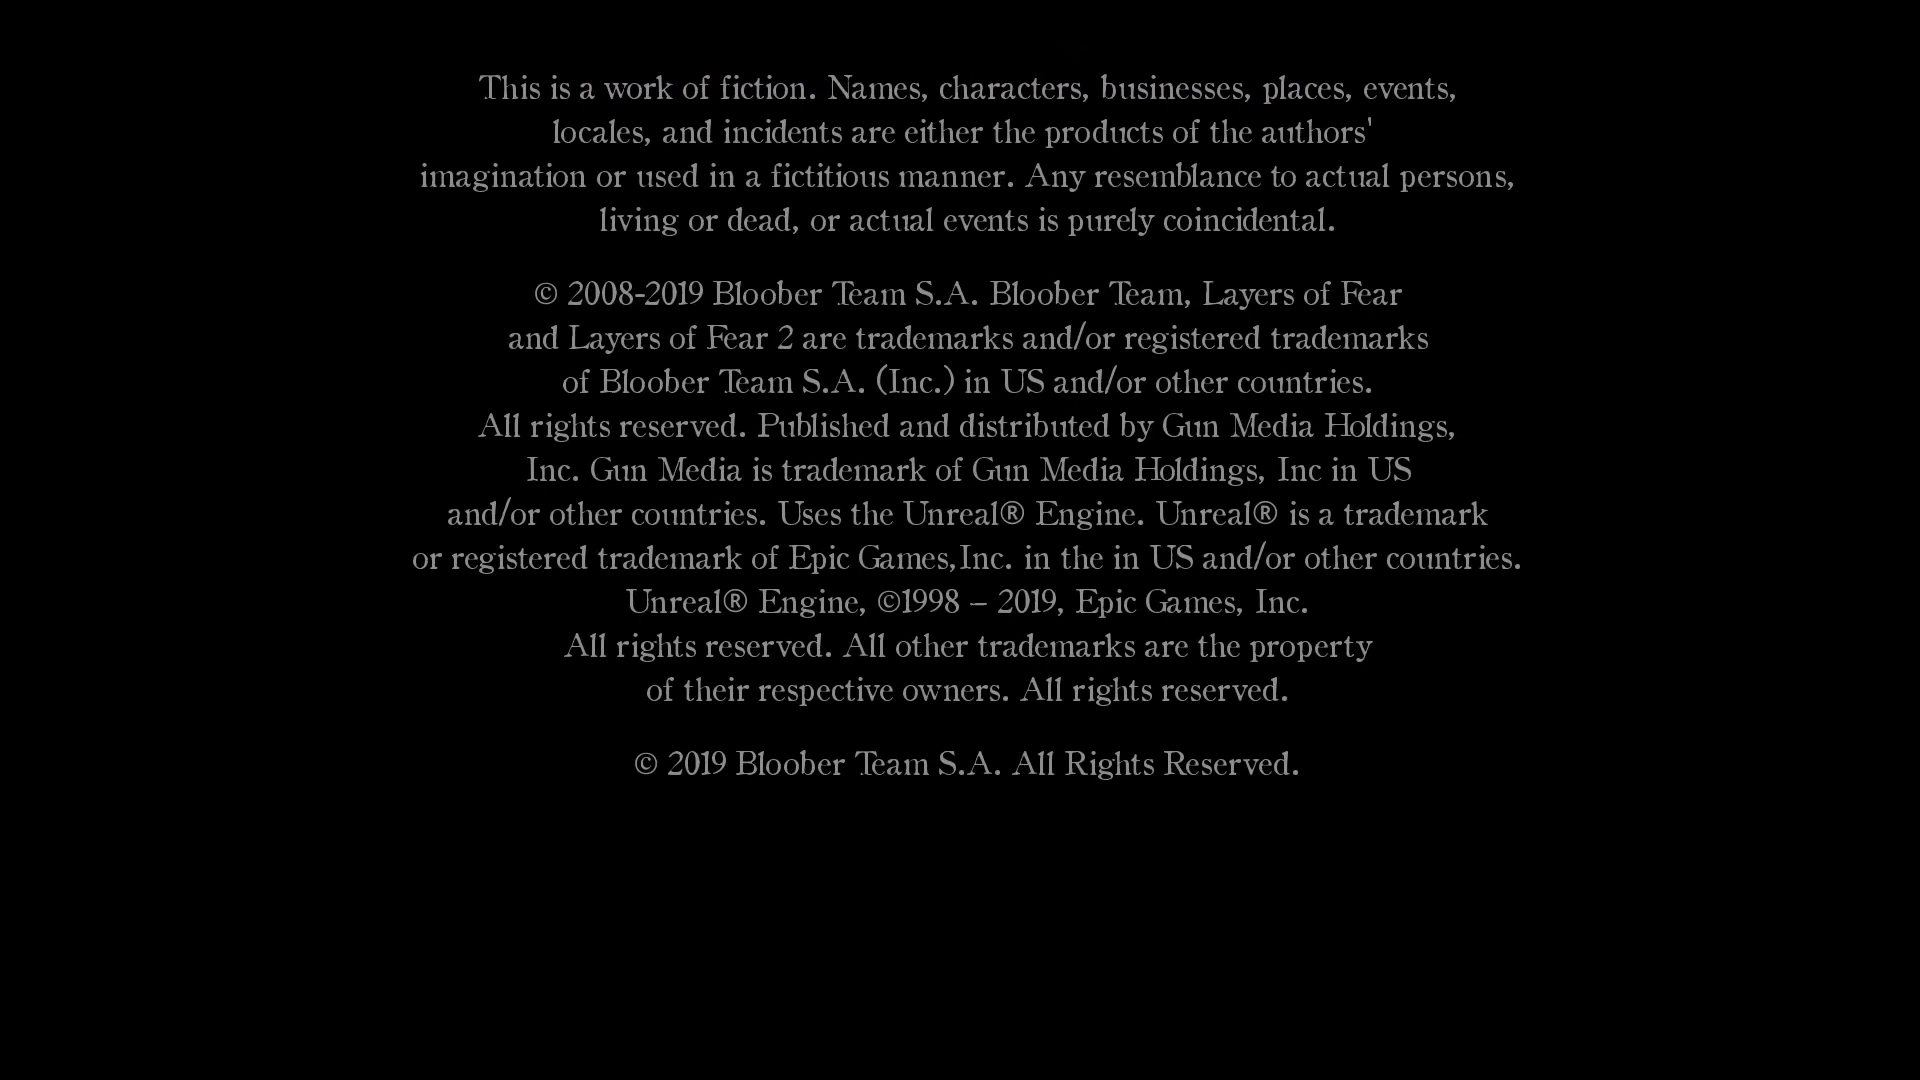 This is a work of fiction. Names, characters, businesses, places, events,
locales, and incidents are either the products of the authors'
imagination or used in a fictitious manner. Any resemblance to actual persons,
living or dead, or actual events is purely coincidental.
© 2008-2019 Bloober Team S.A. Bloober Team, Layers of Fear
and Layers of Fear 2 are trademarks and/or registered trademarks
of Bloober Team S.A. (Inc.) in US and/or other countries.
All rights reserved. Published and distributed by Gun Media Holdings,
Inc. Gun Media is trademark of Gun Media Holdings, Inc in US
and/or other countries. Uses the Unreal® Engine. Unreal® is a trademark
or registered trademark of Epic Games,Inc. in the in US and/or other countries.
Unreal® Engine, ©1998 – 2019, Epic Games, Inc.
All rights reserved. All other trademarks are the property
of their respective owners. All rights reserved.
© 2019 Bloober Team S.A. All Rights Reserved.